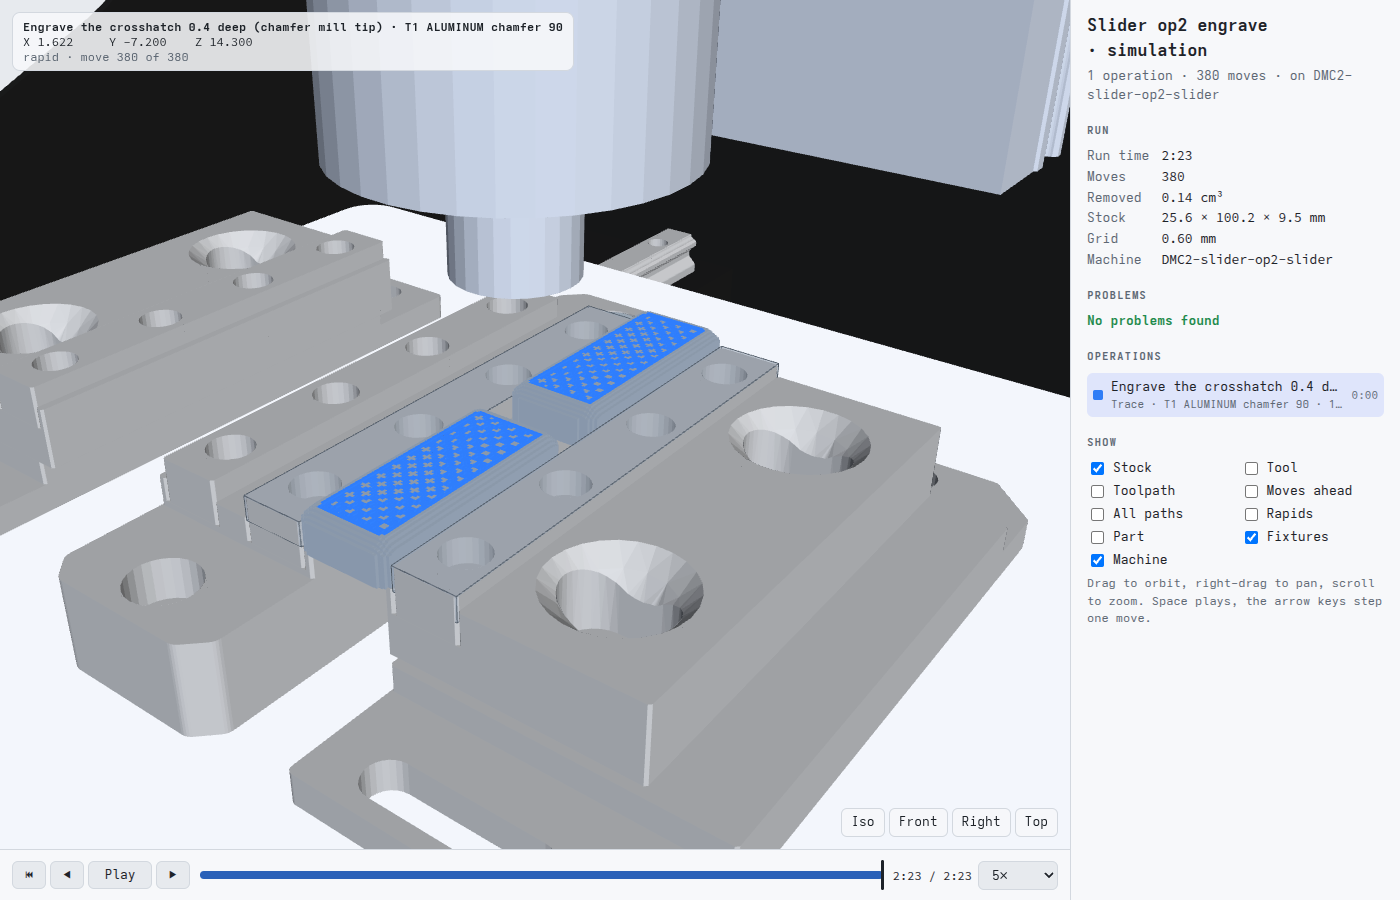 Engrave the crosshatch 0.4 deep (chamfer mill tip) · T1 ALUMINUM chamfer 90
X 1.622 Y -7.200 Z 14.300
rapid · move 380 of 380
Slider op2 engrave
· simulation
1 operation · 380 moves · on DMC2-
slider-op2-slider
RUN
Run time 2:23
Moves 380
Removed 0.14 cm³
Stock 25.6 × 100.2 × 9.5 mm
Grid 0.60 mm
Machine DMC2-slider-op2-slider
PROBLEMS
No problems found
OPERATIONS
Engrave the crosshatch 0.4 d…
Trace · T1 ALUMINUM chamfer 90 · 1…
0:00
SHOW
Stock Tool
Toolpath Moves ahead
All paths Rapids
Part Fixtures
Machine
Drag to orbit, right-drag to pan, scroll
to zoom. Space plays, the arrow keys step
one move.
Iso Front Right Top
Play 2:23 / 2:23 5×